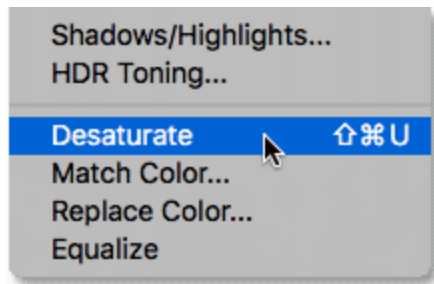 Shadows/Highlights...
HDR Toning...
Desaturate ⇧⌘U
Match Color...
Replace Color...
Equalize